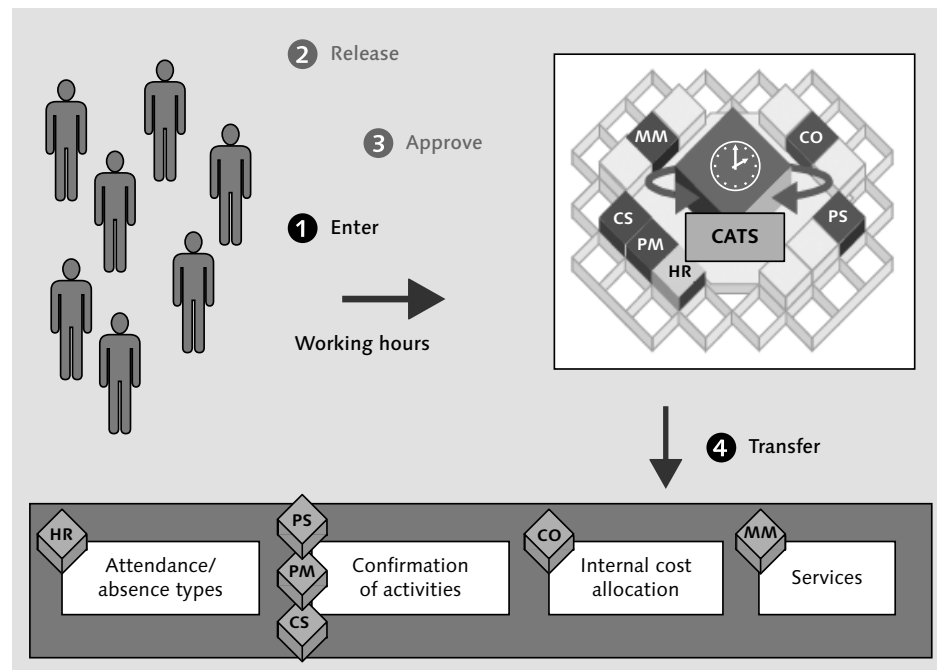 2 Release
3 Approve
1 Enter
Working hours
MM
CO
CS
PM
HR
PS
CATS
4 Transfer
HR
Attendance/
absence types
PS
PM
CS
Confirmation
of activities
CO
Internal cost
allocation
MM
Services